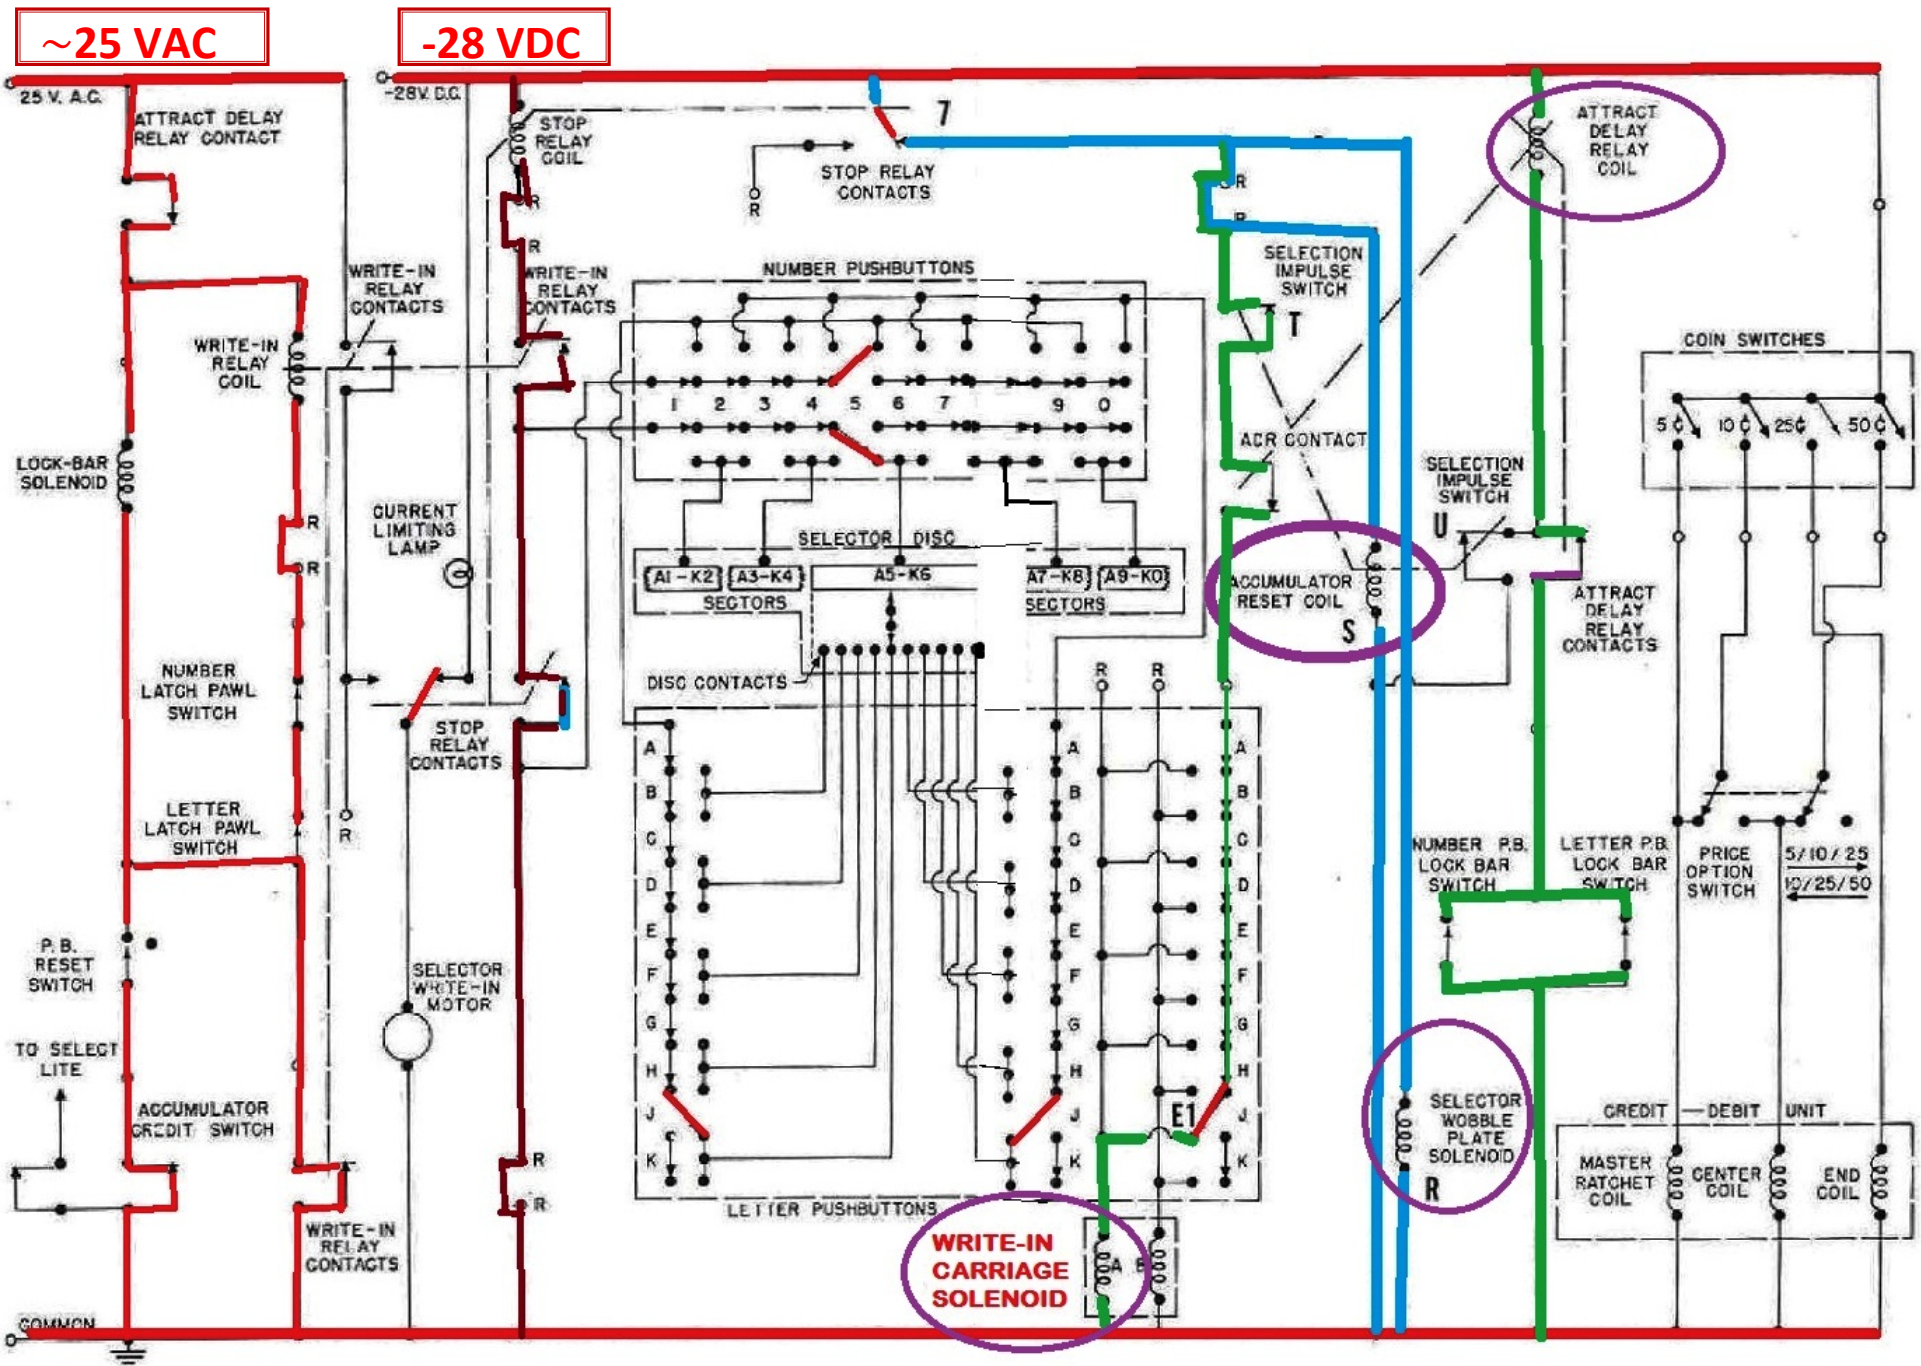 ~25 VAC
-28 VDC
25 V. A.C.
-28V. D.C.
ATTRACT DELAY
RELAY CONTACT
STOP
RELAY
COIL
7
STOP RELAY
CONTACTS
R
ATTRACT
DELAY
RELAY
COIL
R
R
R
R
WRITE-IN
RELAY
CONTACTS
WRITE-IN
RELAY
CONTACTS
NUMBER PUSHBUTTONS
SELECTION
IMPULSE
SWITCH
T
WRITE-IN
RELAY
COIL
COIN SWITCHES
1 2 3 4 5 6 7 9 0
5¢ 10¢ 25¢ 50¢
ADR CONTACT
LOCK-BAR
SOLENOID
SELECTION
IMPULSE
SWITCH
U
CURRENT
LIMITING
LAMP
R
R
SELECTOR DISC
A1-K2 A3-K4 A5-K6 A7-K8 A9-K0
SECTORS
SECTORS
ACCUMULATOR
RESET COIL
S
ATTRACT
DELAY
RELAY
CONTACTS
NUMBER
LATCH PAWL
SWITCH
DISC CONTACTS
R R
STOP
RELAY
CONTACTS
A
B
C
D
E
F
G
H
J
K
A
B
C
D
E
F
G
H
J
K
A
B
C
D
E
F
G
H
J
K
LETTER
LATCH PAWL
SWITCH
R
NUMBER P.B.
LOCK BAR
SWITCH
LETTER P.B.
LOCK BAR
SWITCH
PRICE
OPTION
SWITCH
5/10/25
10/25/50
P. B.
RESET
SWITCH
SELECTOR
WRITE-IN
MOTOR
TO SELECT
LITE
ACCUMULATOR
CREDIT SWITCH
E1
SELECTOR
WOBBLE
PLATE
SOLENOID
R
CREDIT — DEBIT UNIT
MASTER
RATCHET
COIL
CENTER
COIL
END
COIL
R
R
LETTER PUSHBUTTONS
WRITE-IN
RELAY
CONTACTS
WRITE-IN
CARRIAGE
SOLENOID
A B
COMMON